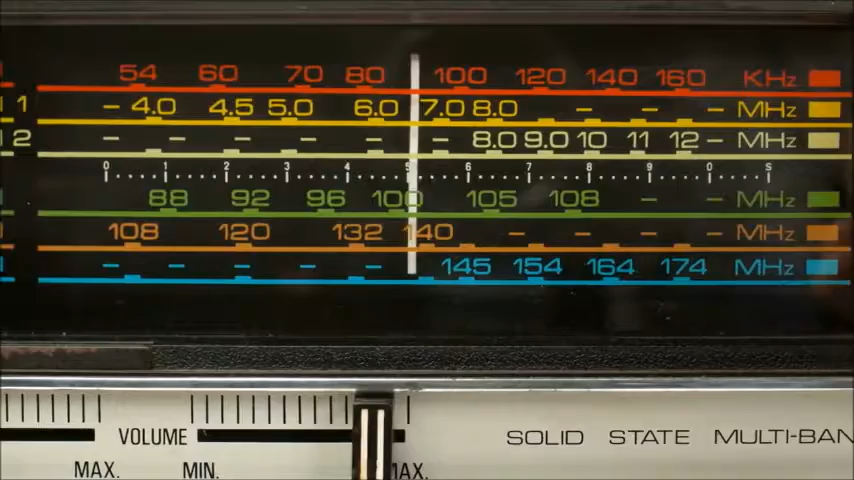 54 60 70 80 100 120 140 160 KHz
1 - 4.0 4.5 5.0 6.0 7.0 8.0 - - - MHz
2 - - - - - - 8.0 9.0 10 11 12 - MHz
0 1 2 3 4 5 6 7 8 9 0 S
88 92 96 100 105 108 - - MHz
108 120 132 140 - - - - MHz
- - - - 145 154 164 174 MHz
VOLUME SOLID STATE MULTI-BAN
MAX. MIN. MAX.